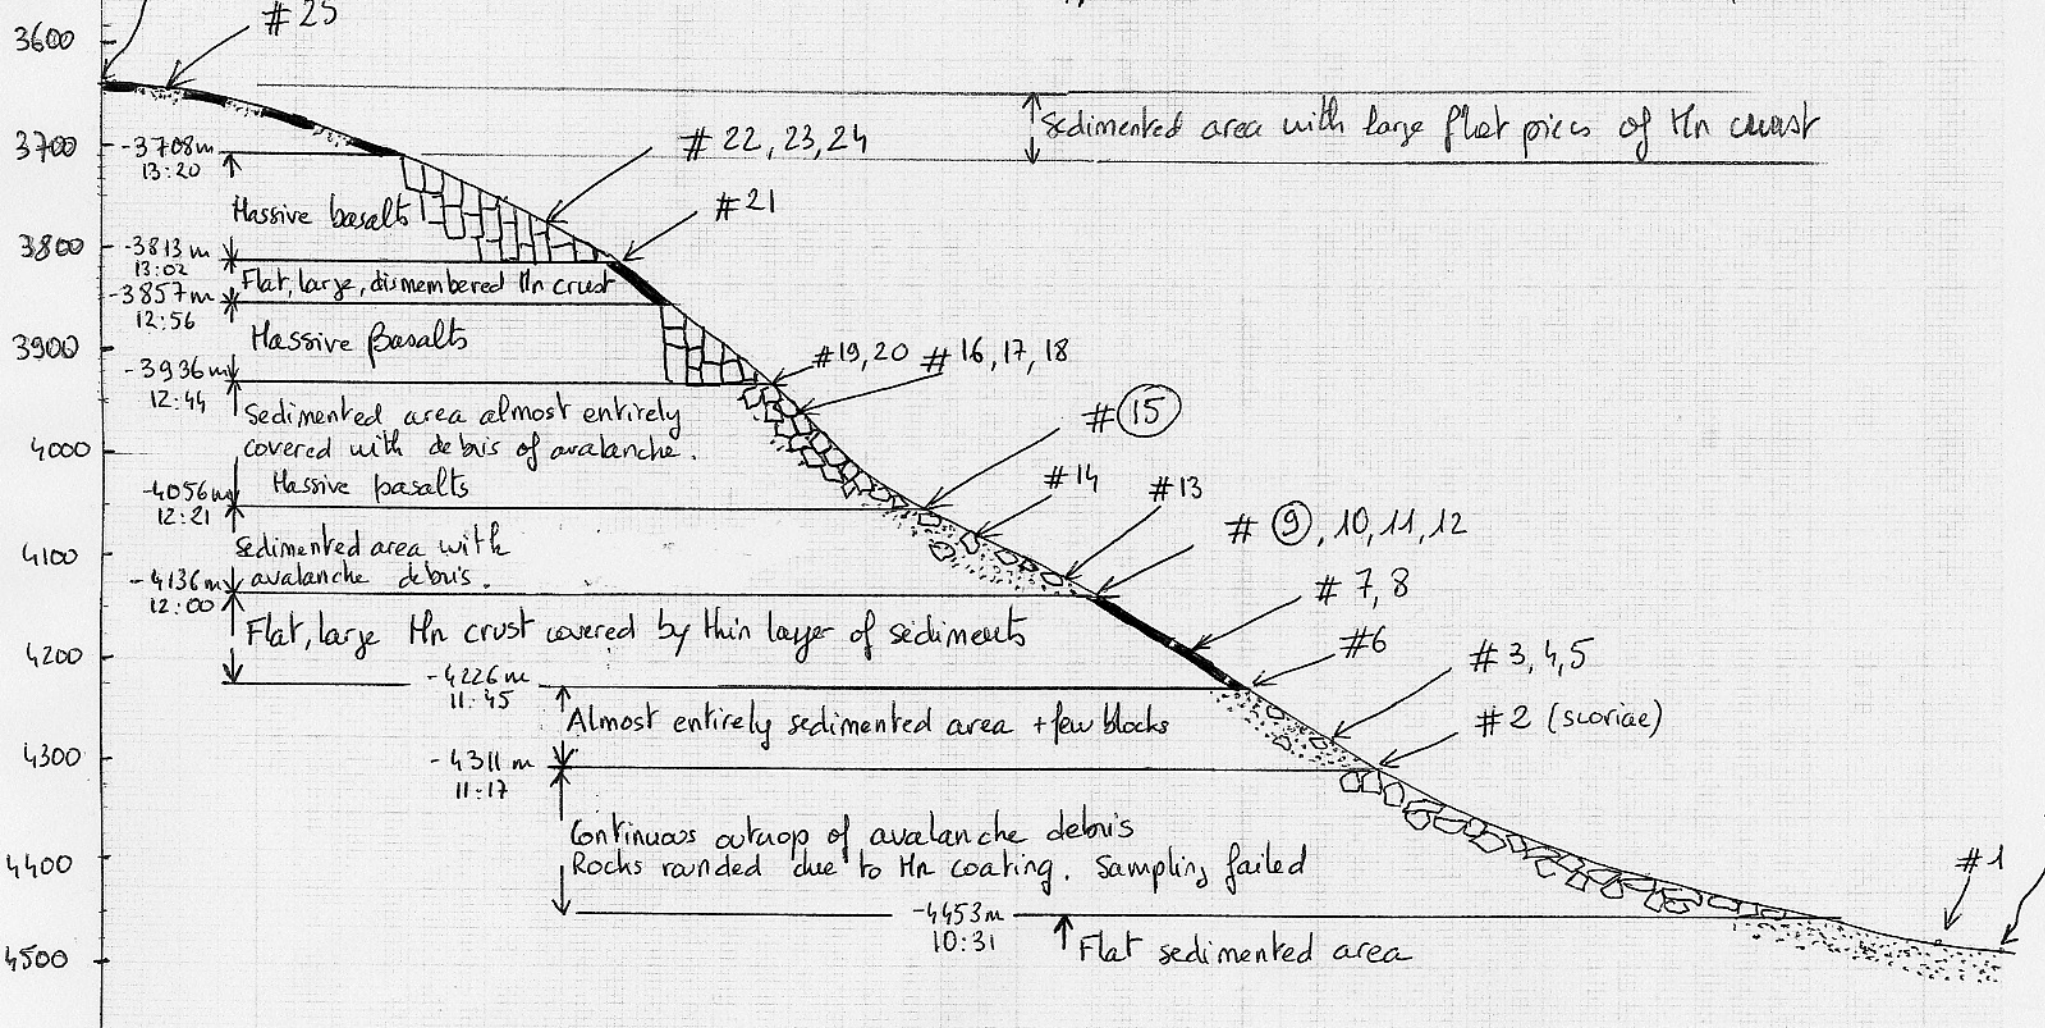 # 25
3600
Sedimented area with large flat pieces of Mn crust
3700
-3708m
13:20
# 22, 23, 24
Massive basalts
# 21
3800
-3813m
13:02
Flat, large, dismembered Mn crust
-3857m
12:56
Massive Basalts
3900
#19, 20
# 16, 17, 18
-3936m
12:44
Sedimented area almost entirely
covered with debris of avalanche.
Massive basalts
# 15
4000
-4056m
12:21
# 14
# 13
# 9, 10, 11, 12
Sedimented area with
avalanche debris.
4100
-4136m
12:00
# 7, 8
Flat, large Mn crust covered by thin layer of sediments
4200
#6
# 3, 4, 5
-4226m
11:45
Almost entirely sedimented area + few blocks
#2 (scoriae)
4300
-4311m
11:17
Continuous outcrop of avalanche debris
Rocks rounded due to Mn coating. Sampling failed
4400
#1
-4453m
10:31
Flat sedimented area
4500